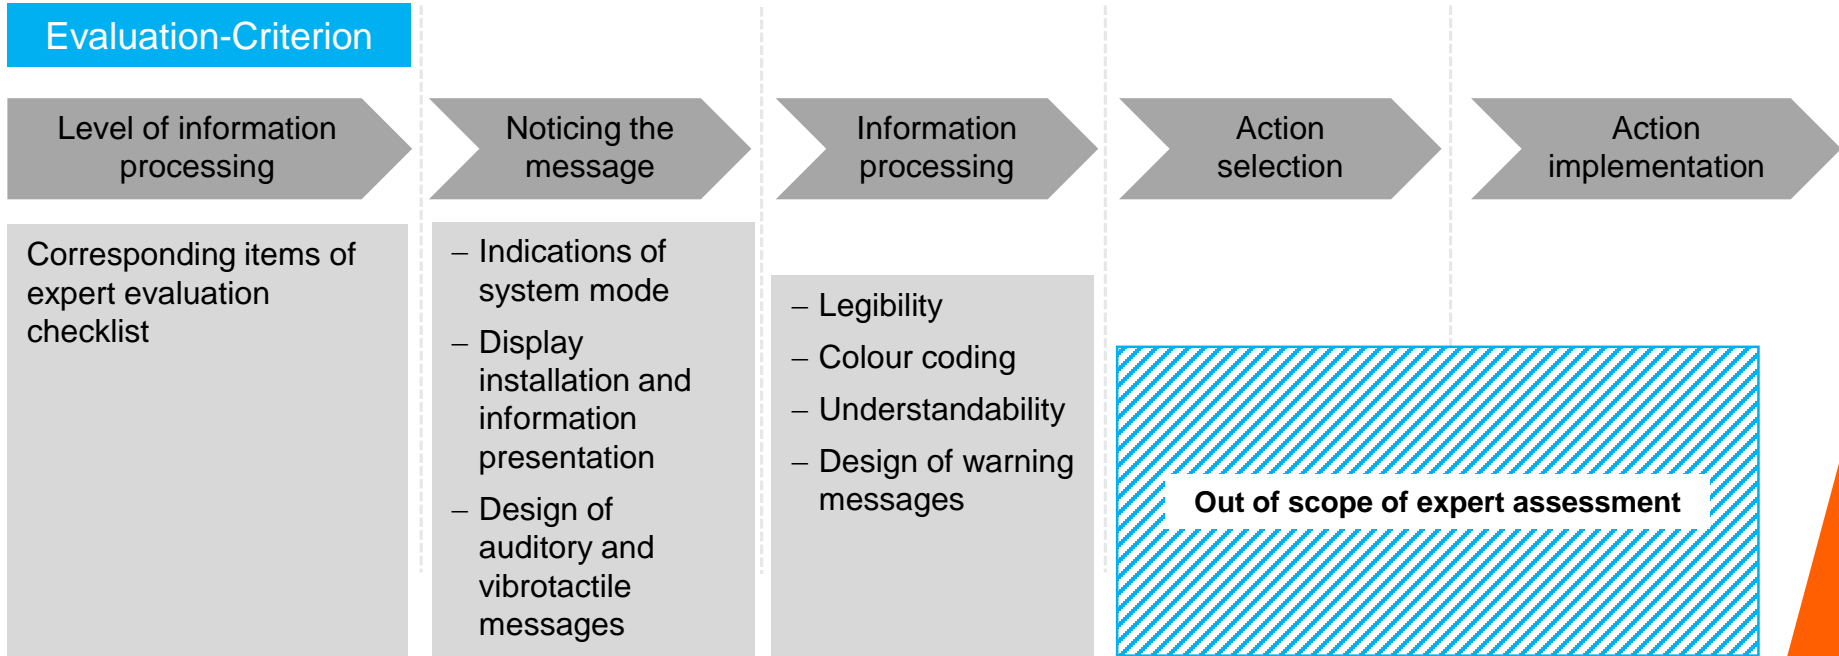 Evaluation-Criterion
Level of information
processing
Noticing the
message
Information
processing
Action
selection
Action
implementation
Corresponding items of
expert evaluation
checklist
– Indications of
system mode
– Display
installation and
information
presentation
– Design of
auditory and
vibrotactile
messages
– Legibility
– Colour coding
– Understandability
– Design of warning
messages
Out of scope of expert assessment